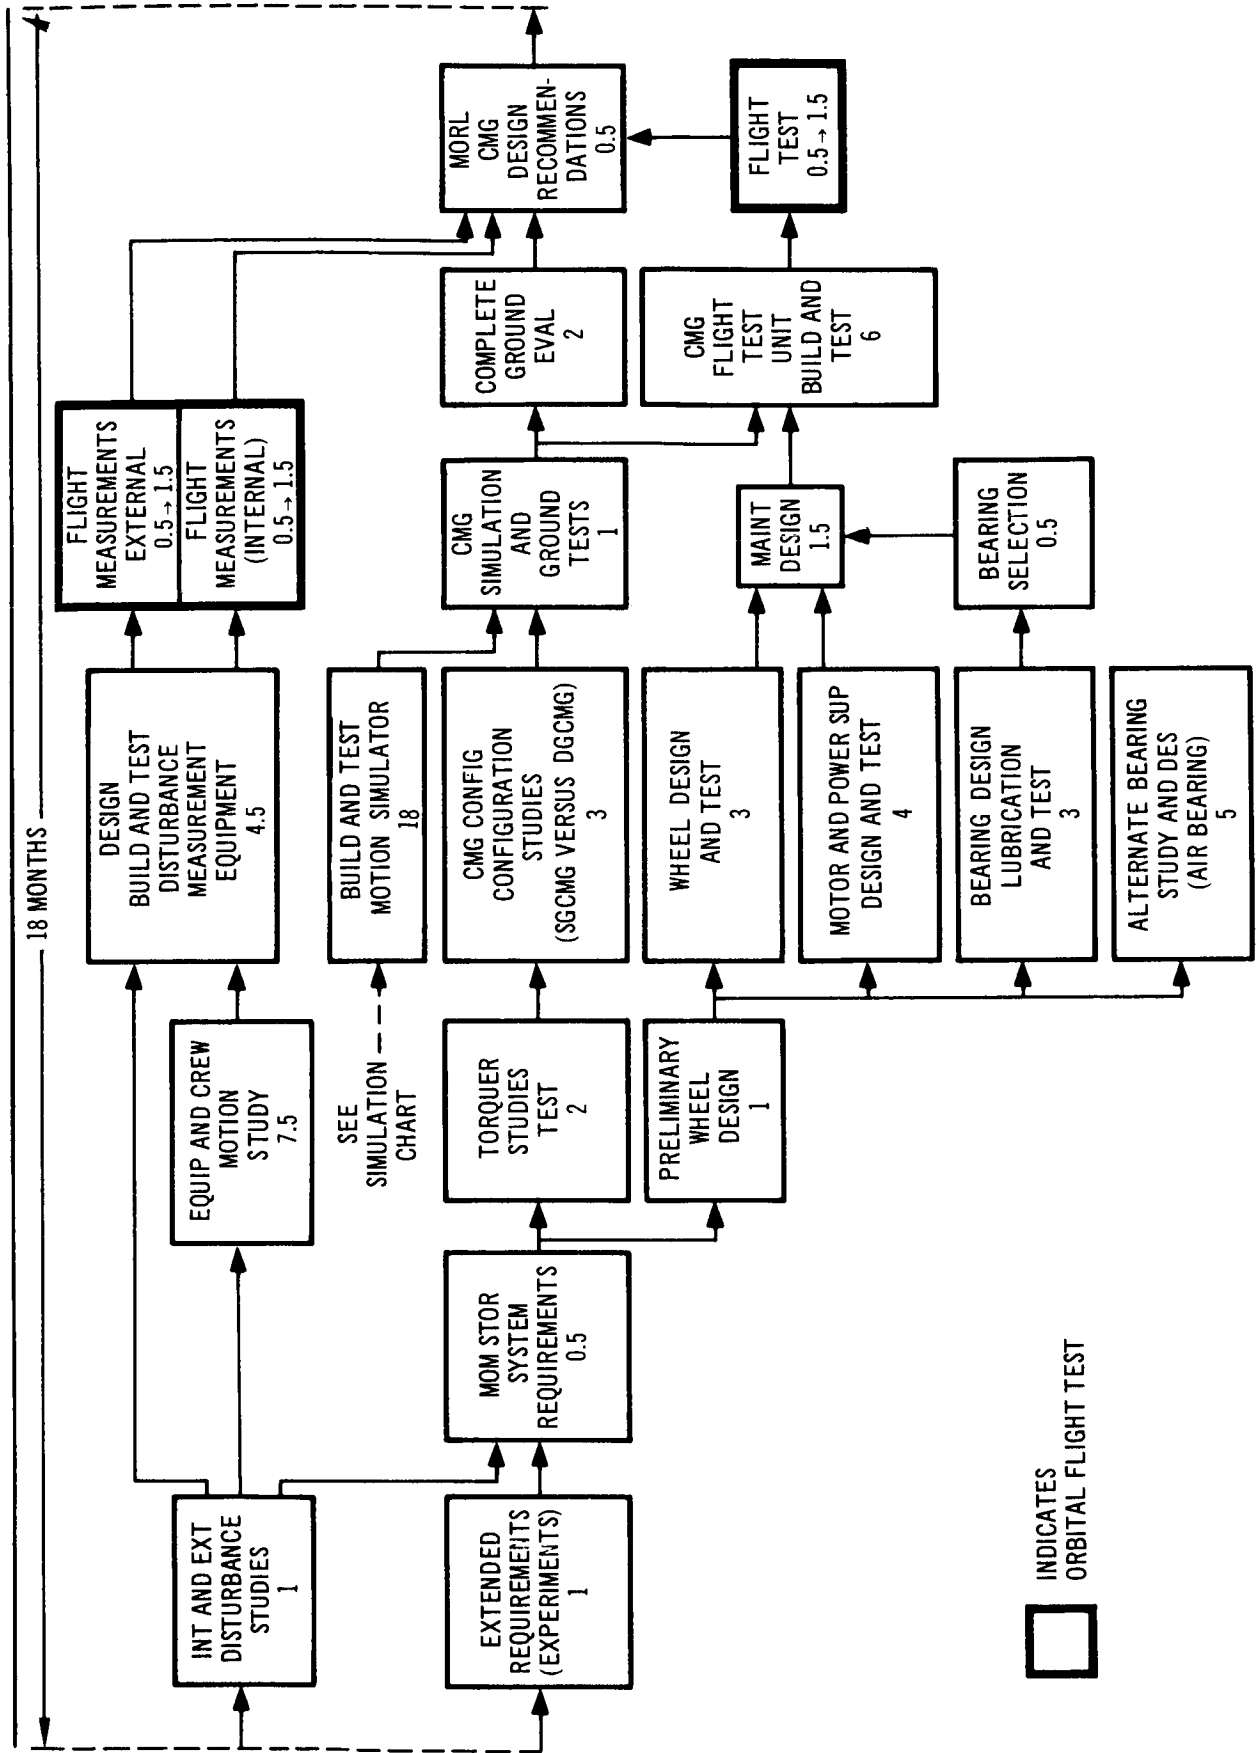 18 MONTHS
INT AND EXT
DISTURBANCE
STUDIES
1
EXTENDED
REQUIREMENTS
(EXPERIMENTS)
1
MOM STOR
SYSTEM
REQUIREMENTS
0.5
EQUIP AND CREW
MOTION
STUDY
7.5
SEE
SIMULATION
CHART
TORQUER
STUDIES
TEST
2
PRELIMINARY
WHEEL
DESIGN
1
DESIGN
BUILD AND TEST
DISTURBANCE
MEASUREMENT
EQUIPMENT
4.5
BUILD AND TEST
MOTION SIMULATOR
18
CMG CONFIG
CONFIGURATION
STUDIES
(SGCMG VERSUS DGCMG)
3
WHEEL DESIGN
AND TEST
3
MOTOR AND POWER SUP
DESIGN AND TEST
4
BEARING DESIGN
LUBRICATION
AND TEST
3
ALTERNATE BEARING
STUDY AND DES
(AIR BEARING)
5
FLIGHT
MEASUREMENTS
EXTERNAL
0.5→1.5
FLIGHT
MEASUREMENTS
(INTERNAL)
0.5→1.5
CMG
SIMULATION
AND
GROUND
TESTS
1
MAINT
DESIGN
1.5
BEARING
SELECTION
0.5
COMPLETE
GROUND
EVAL
2
CMG
FLIGHT
TEST
UNIT
BUILD AND
TEST
6
MORL
CMG
DESIGN
RECOMMEN-
DATIONS
0.5
FLIGHT
TEST
0.5→1.5
INDICATES
ORBITAL FLIGHT TEST